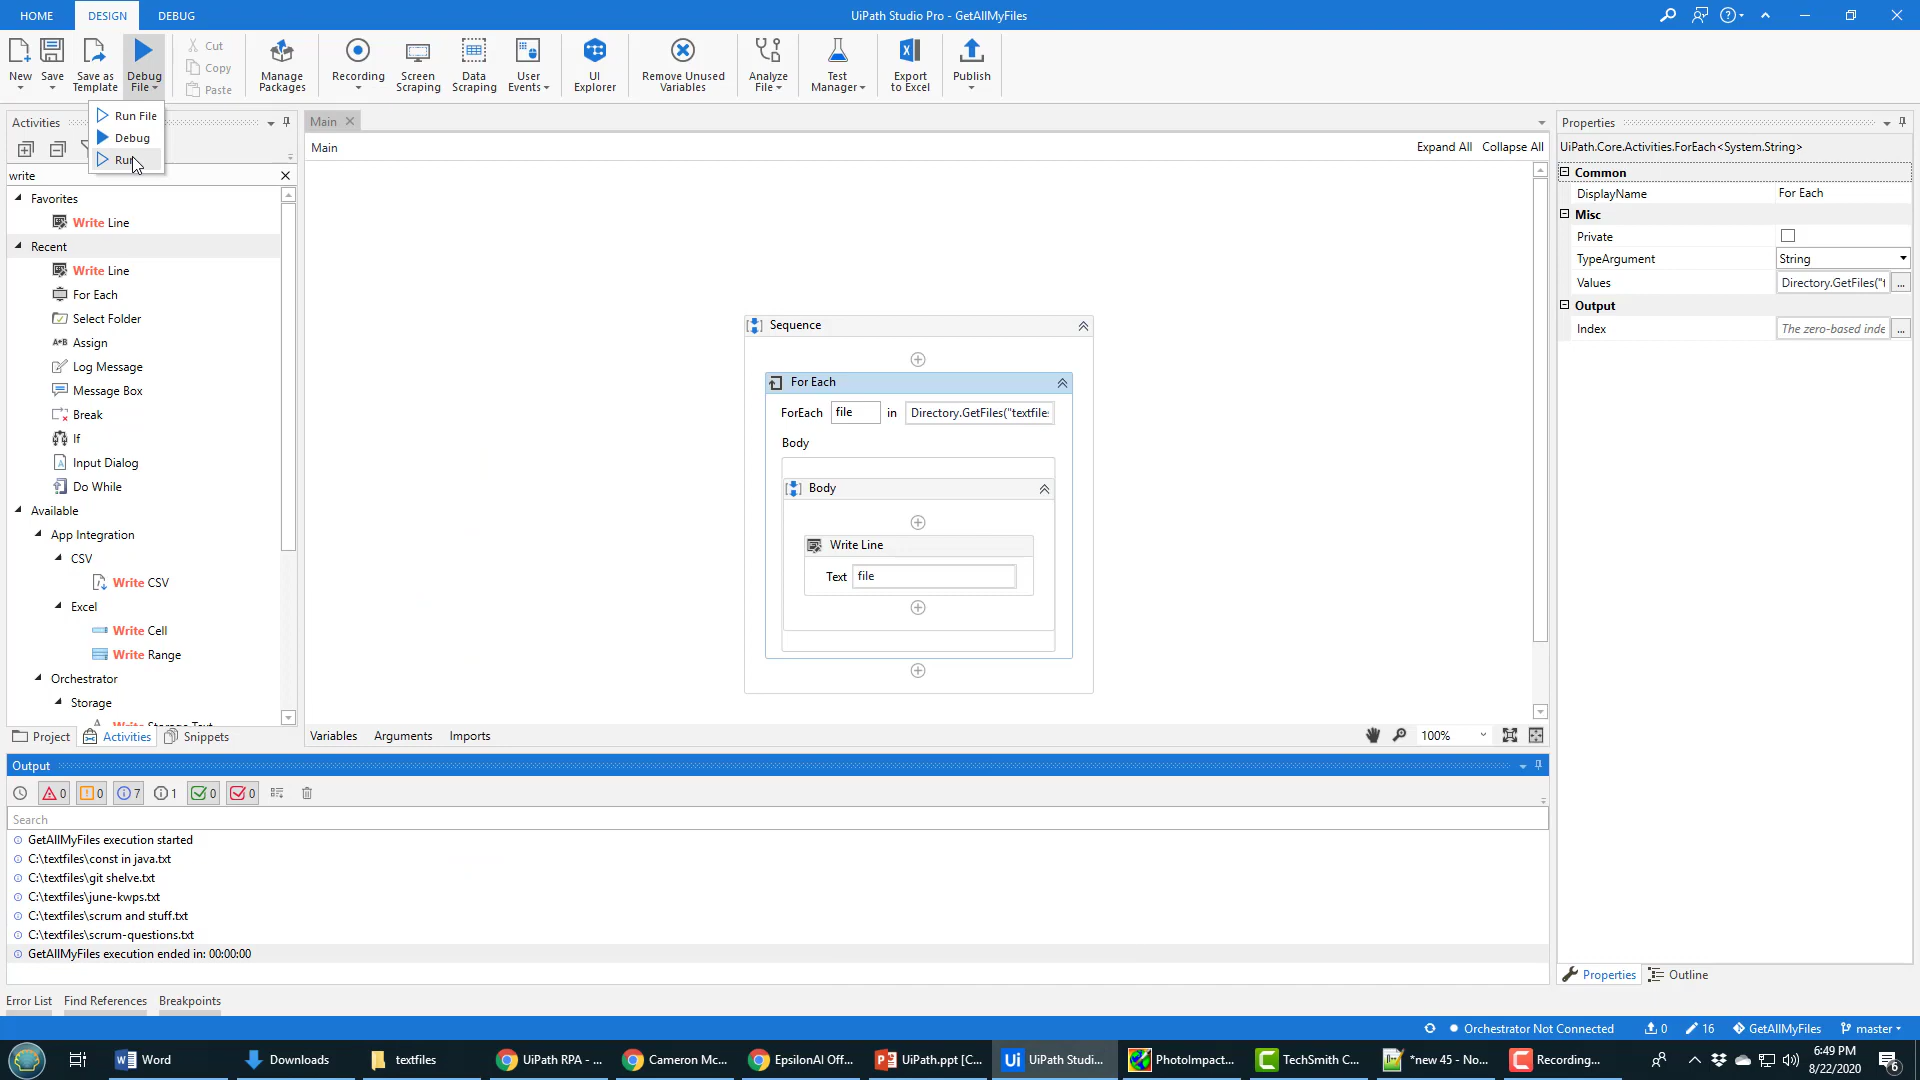 HOME DESIGN DEBUG UiPath Studio Pro - GetAllMyFiles
New Save Save as Template Debug File Cut Copy Paste Manage Packages Recording Screen Scraping Data Scraping User Events UI Explorer Remove Unused Variables Analyze File Test Manager Export to Excel Publish
Run File
Debug
Run
Activities
write
Favorites
Write Line
Recent
Write Line
For Each
Select Folder
Assign
Log Message
Message Box
Break
If
Input Dialog
Do While
Available
App Integration
CSV
Write CSV
Excel
Write Cell
Write Range
Orchestrator
Storage
Project Activities Snippets
Main
Main Expand All Collapse All
Sequence
For Each
ForEach file in Directory.GetFiles("textfiles
Body
Body
Write Line
Text file
Variables Arguments Imports 100%
Properties
UiPath.Core.Activities.ForEach<System.String>
Common
DisplayName For Each
Misc
Private
TypeArgument String
Values Directory.GetFiles("t ...
Output
Index The zero-based inde ...
Properties Outline
Output
0 0 7 1 0 0
Search
GetAllMyFiles execution started
C:\textfiles\const in java.txt
C:\textfiles\git shelve.txt
C:\textfiles\june-kwps.txt
C:\textfiles\scrum and stuff.txt
C:\textfiles\scrum-questions.txt
GetAllMyFiles execution ended in: 00:00:00
Error List Find References Breakpoints
Orchestrator Not Connected 0 16 GetAllMyFiles master
Word Downloads textfiles UiPath RPA - ... Cameron Mc... EpsilonAI Off... UiPath.ppt [C... UiPath Studi... PhotoImpact... TechSmith C... *new 45 - No... Recording...
6:49 PM
8/22/2020
6